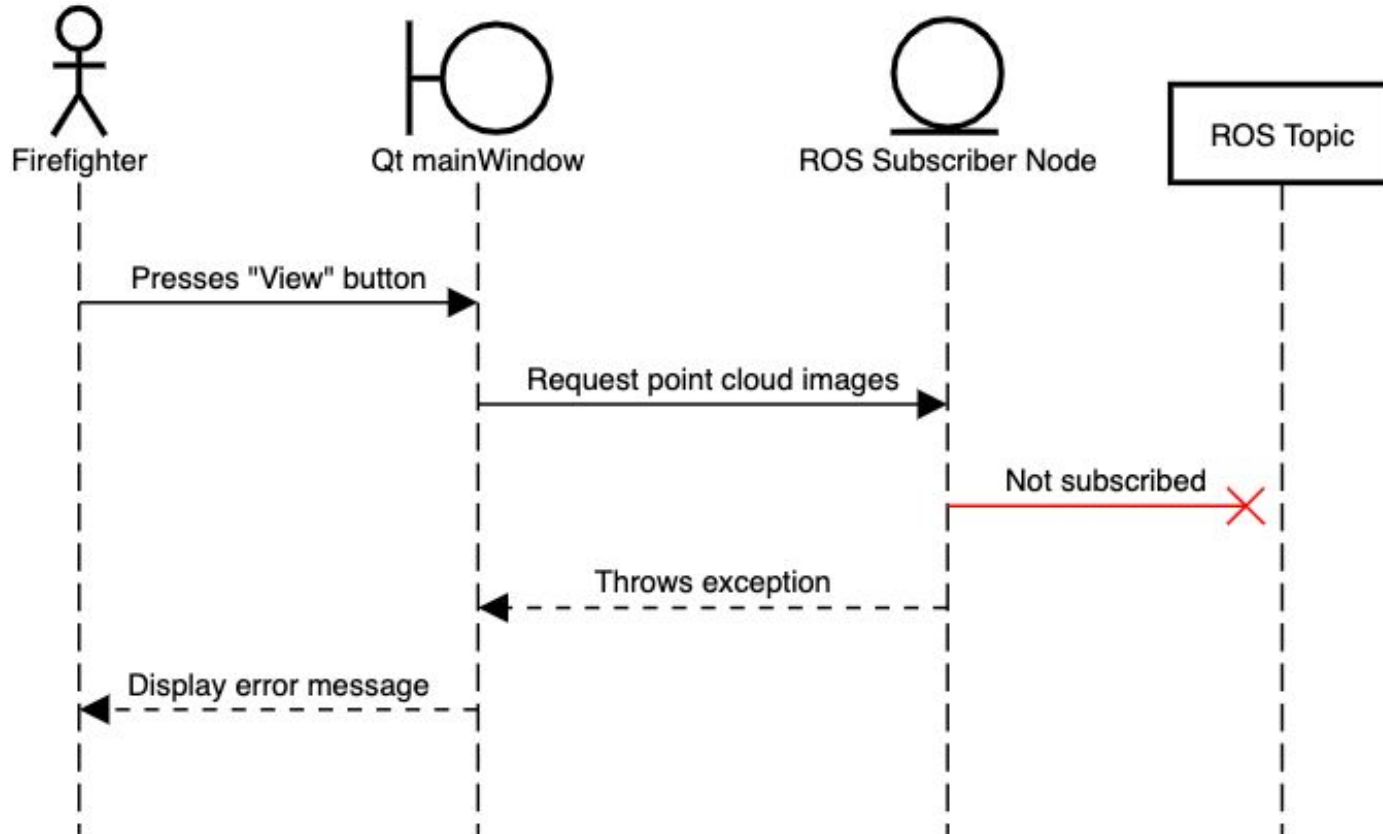 Firefighter
Qt mainWindow
ROS Subscriber Node
ROS Topic
Presses "View" button
Request point cloud images
Not subscribed
Throws exception
Display error message